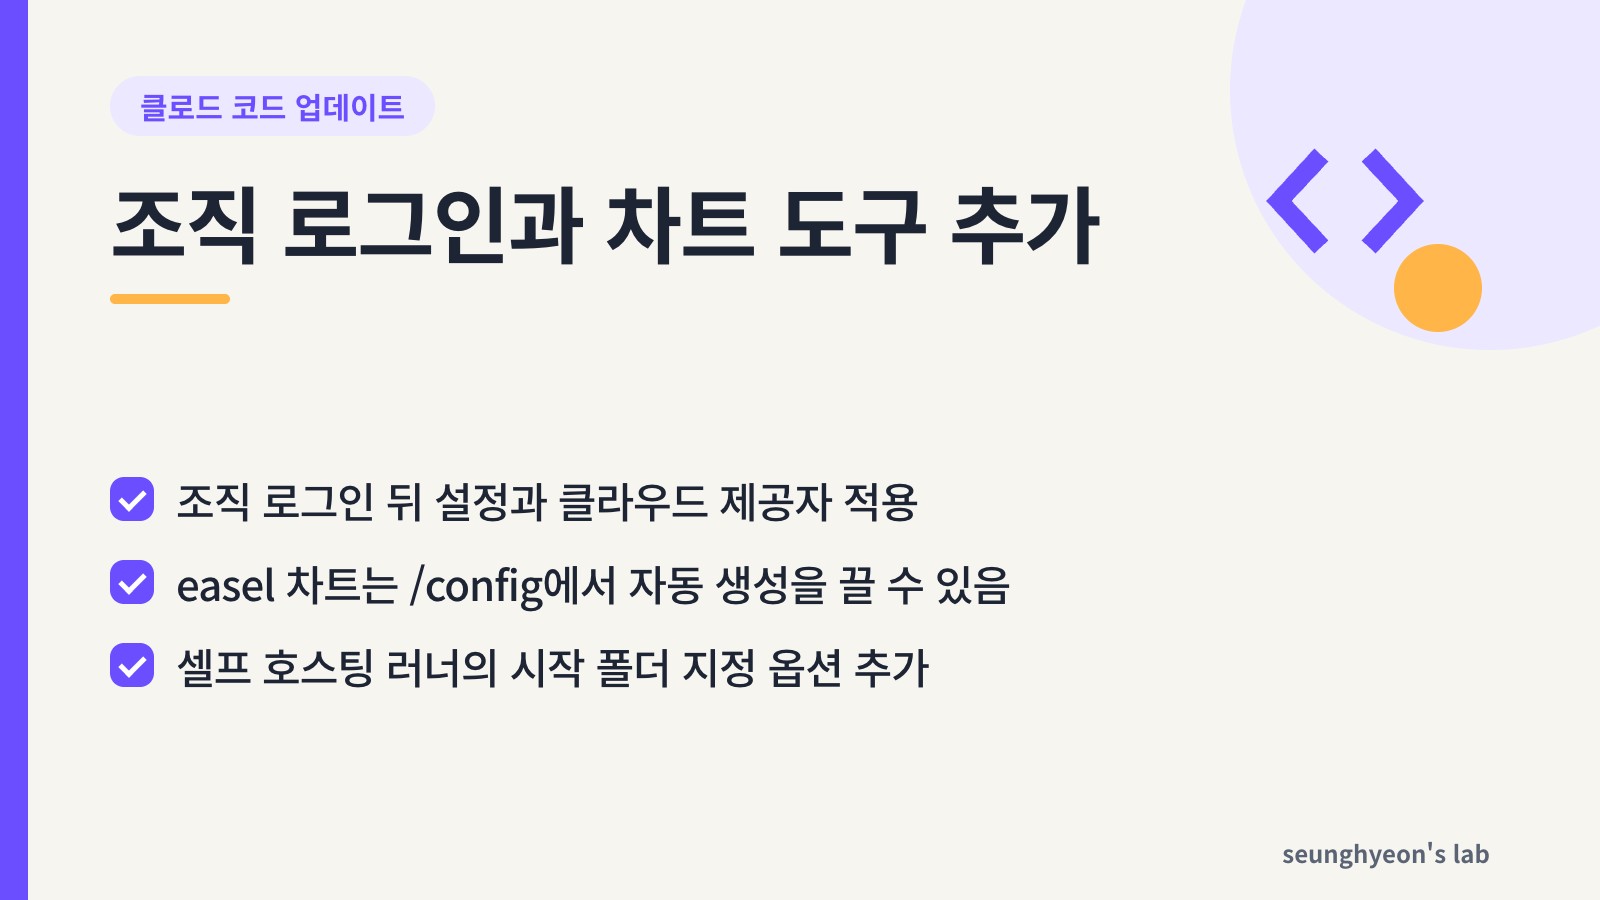 클로드 코드 업데이트
조직 로그인과 차트 도구 추가
조직 로그인 뒤 설정과 클라우드 제공자 적용
easel 차트는 /config에서 자동 생성을 끌 수 있음
셀프 호스팅 러너의 시작 폴더 지정 옵션 추가
seunghyeon's lab